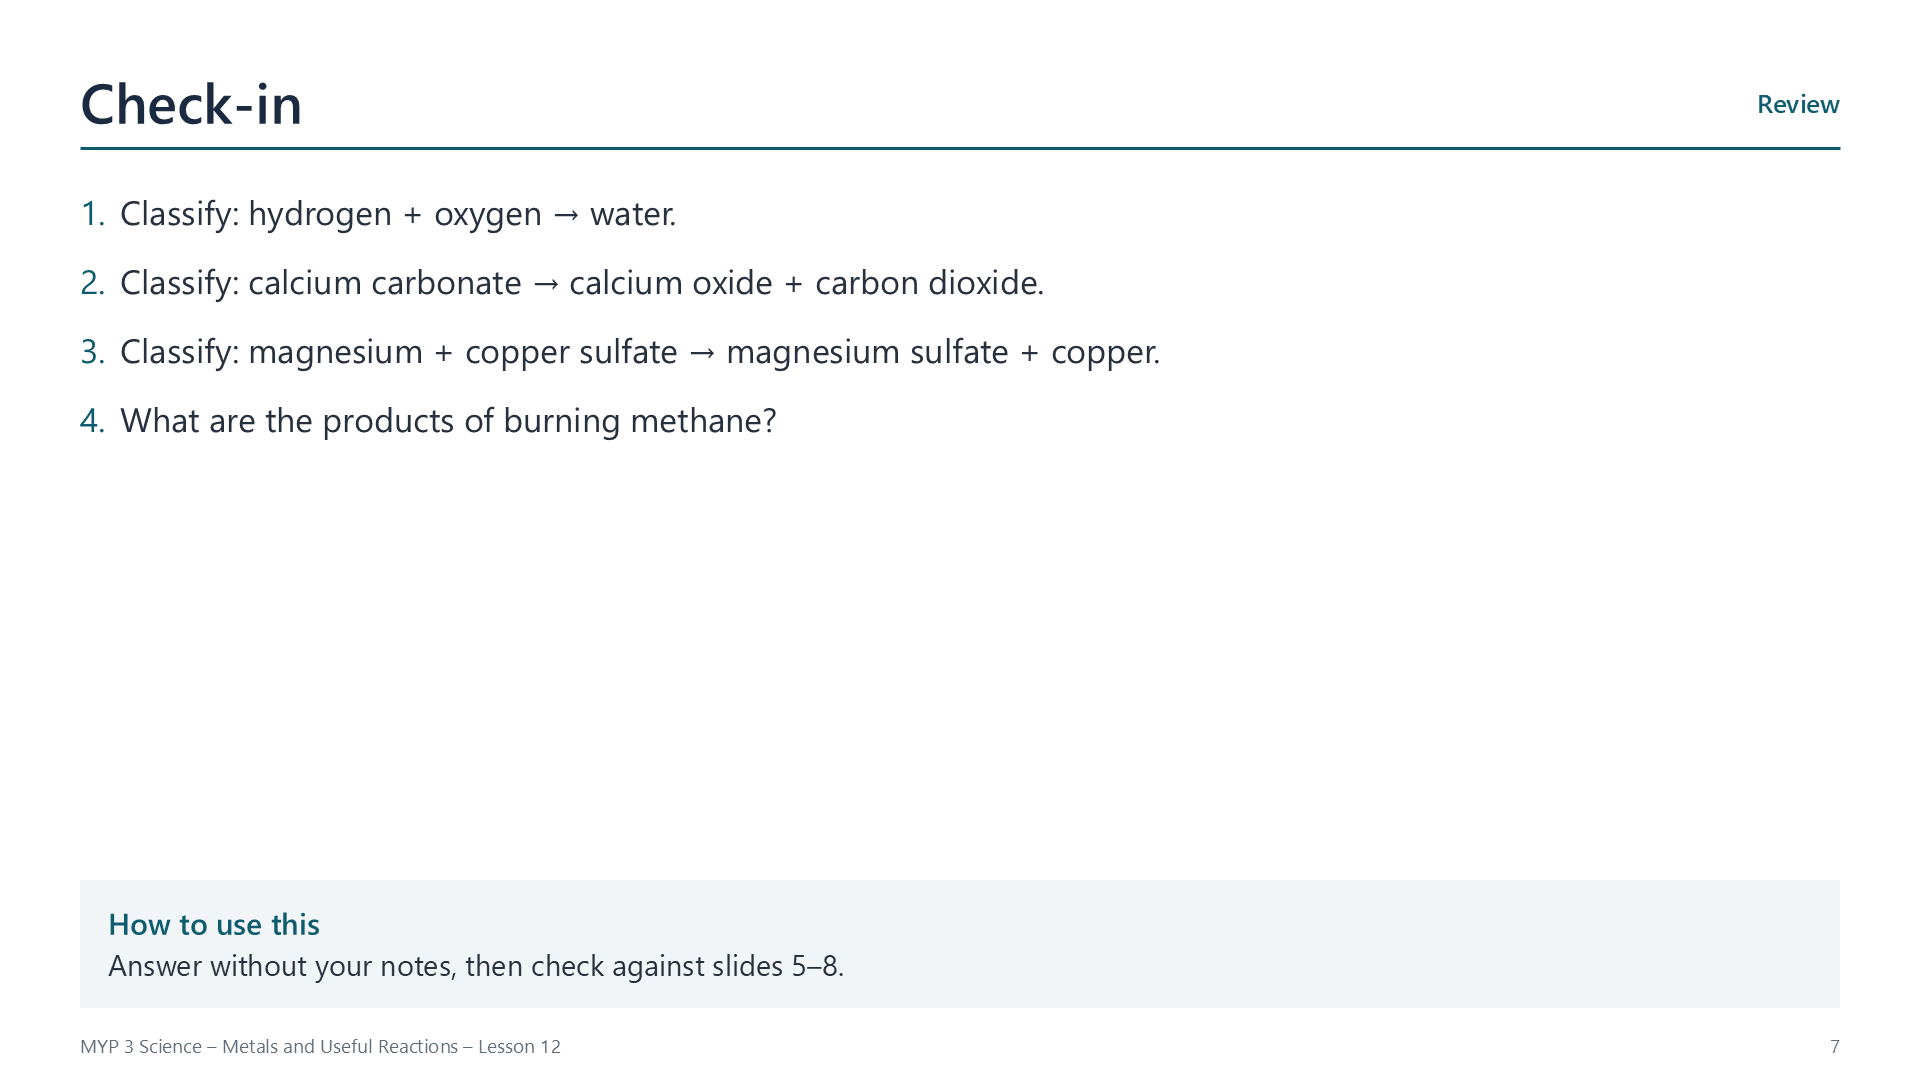 Check-in
Review
1. Classify: hydrogen + oxygen → water.
2. Classify: calcium carbonate → calcium oxide + carbon dioxide.
3. Classify: magnesium + copper sulfate → magnesium sulfate + copper.
4. What are the products of burning methane?
How to use this
Answer without your notes, then check against slides 5–8.
MYP 3 Science – Metals and Useful Reactions – Lesson 12
7